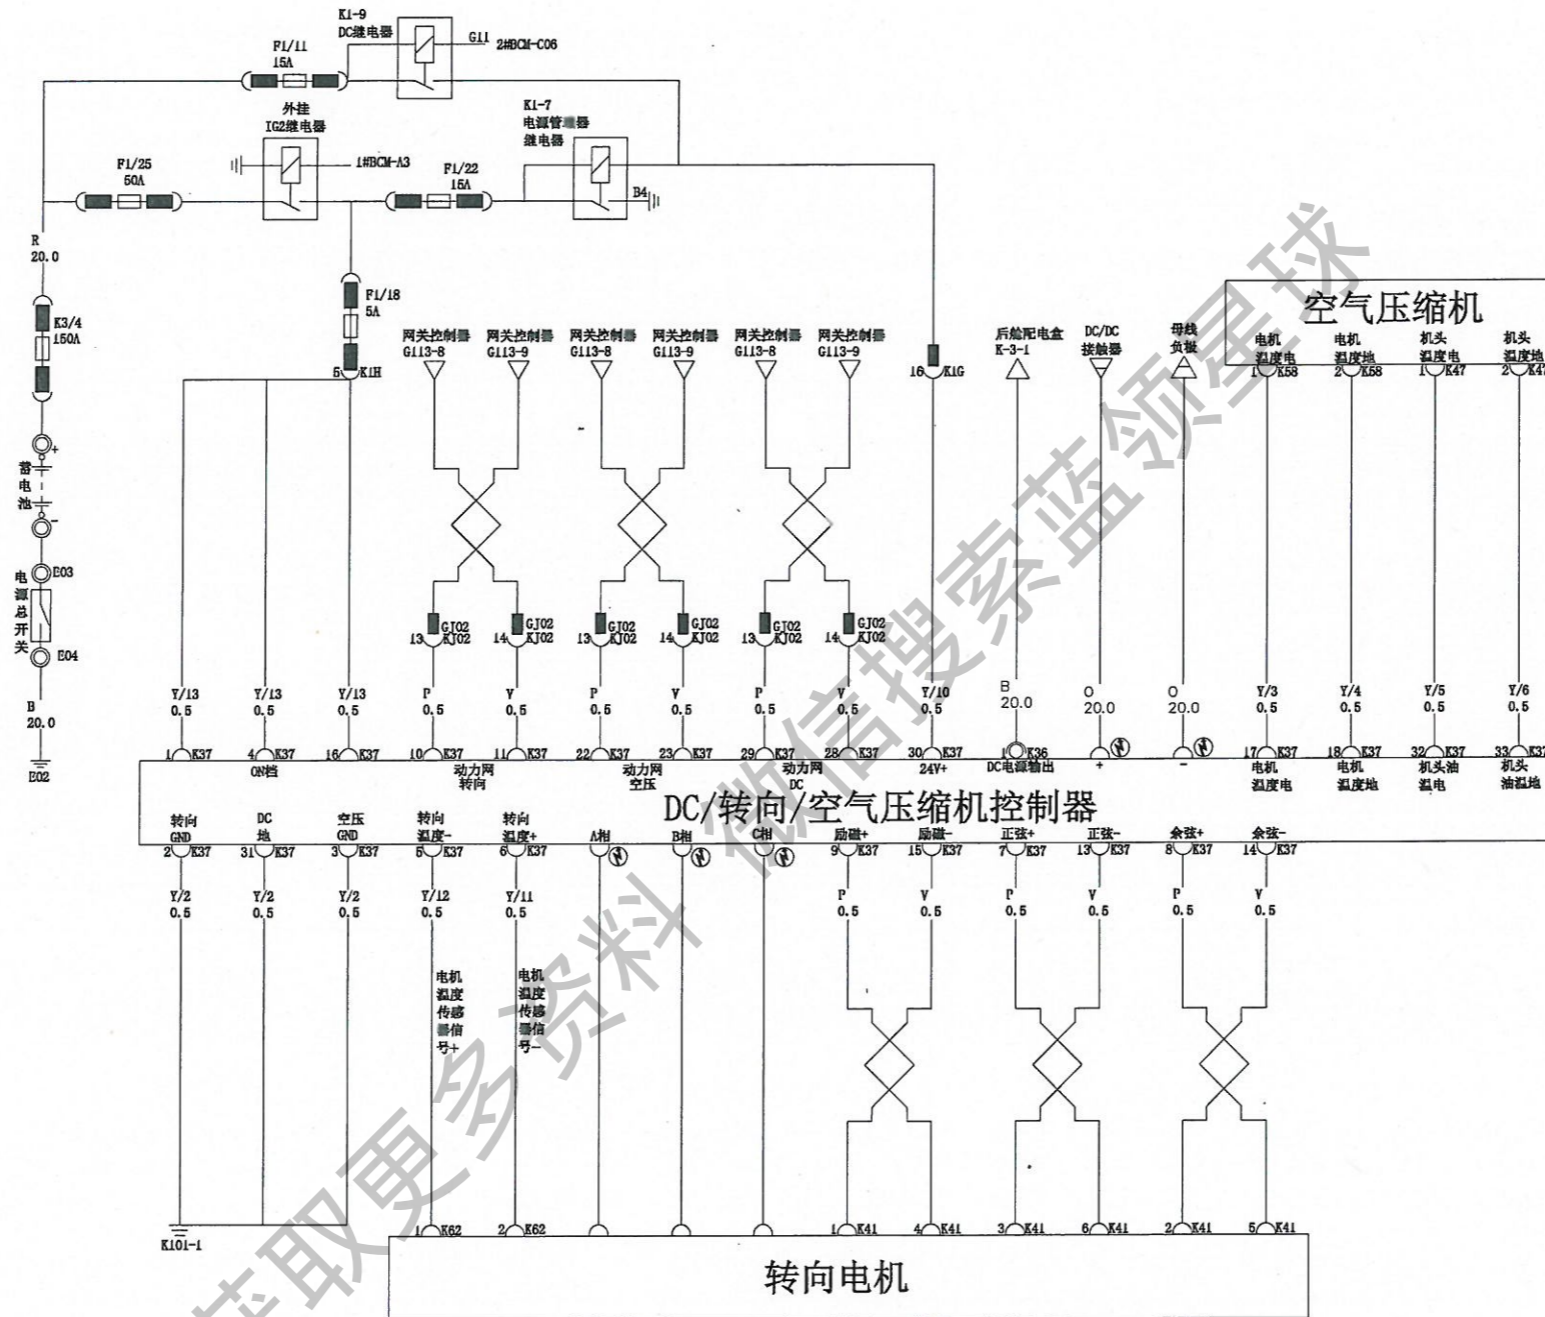 K1-9
DC继电器
G11
2#BCM-C06
F1/11
15A
外挂
IG2继电器
K1-7
电源管理器
继电器
1#BCM-A3
F1/25
50A
F1/22
15A
B4
R
20.0
K3/4
150A
F1/18
5A
5 K1H
网关控制器
G113-8
网关控制器
G113-9
网关控制器
G113-8
网关控制器
G113-9
网关控制器
G113-8
网关控制器
G113-9
16 K1G
后舱配电盒
K-3-1
DC/DC
接触器
母线
负极
空气压缩机
电机
温度电
电机
温度地
机头
温度电
机头
温度地
1 K58
2 K58
1 K47
2 K47
+
蓄电池
-
E03
电源总开关
E04
B
20.0
E02
GJ02
13 KJ02
GJ02
14 KJ02
GJ02
13 KJ02
GJ02
14 KJ02
GJ02
13 KJ02
GJ02
14 KJ02
Y/13
0.5
Y/13
0.5
Y/13
0.5
P
0.5
V
0.5
P
0.5
V
0.5
P
0.5
V
0.5
Y/10
0.5
B
20.0
O
20.0
O
20.0
Y/3
0.5
Y/4
0.5
Y/5
0.5
Y/6
0.5
1 K37
4 K37
16 K37
10 K37
11 K37
22 K37
23 K37
29 K37
28 K37
30 K37
1 K36
17 K37
18 K37
32 K37
33 K37
ON档
动力网
转向
动力网
空压
动力网
DC
24V+
DC电源输出
+
-
电机
温度电
电机
温度地
机头油
温电
机头
油温地
DC/转向/空气压缩机控制器
转向
GND
DC
地
空压
GND
转向
温度-
转向
温度+
A相
B相
C相
励磁+
励磁-
正弦+
正弦-
余弦+
余弦-
2 K37
31 K37
3 K37
5 K37
6 K37
9 K37
15 K37
7 K37
13 K37
8 K37
14 K37
Y/2
0.5
Y/2
0.5
Y/2
0.5
Y/12
0.5
Y/11
0.5
P
0.5
V
0.5
P
0.5
V
0.5
P
0.5
V
0.5
电机
温度
传感
器信
号+
电机
温度
传感
器信
号-
K101-1
1 K62
2 K62
1 K41
4 K41
3 K41
6 K41
2 K41
5 K41
转向电机
获取更多资料 微信搜索蓝领星球